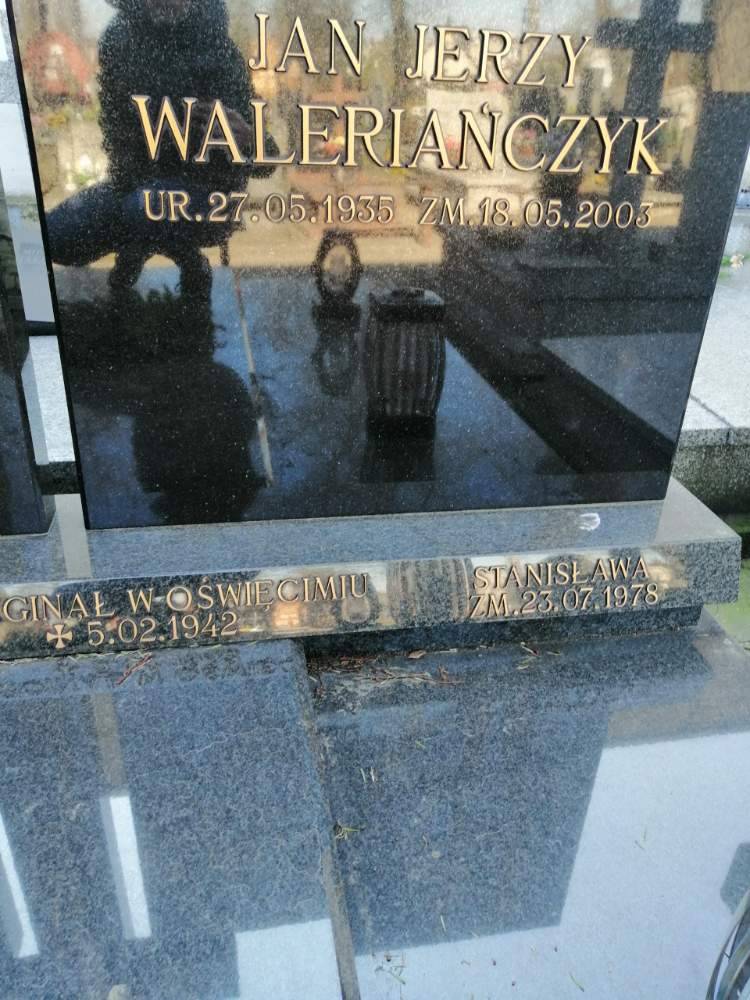 JAN JERZY
WALERIAŃCZYK
UR. 27.05.1935 ZM. 18.05.2003
GINĄŁ W OŚWIĘCIMIU
✠ 5.02.1942
STANISŁAWA
ZM. 23.07.1978